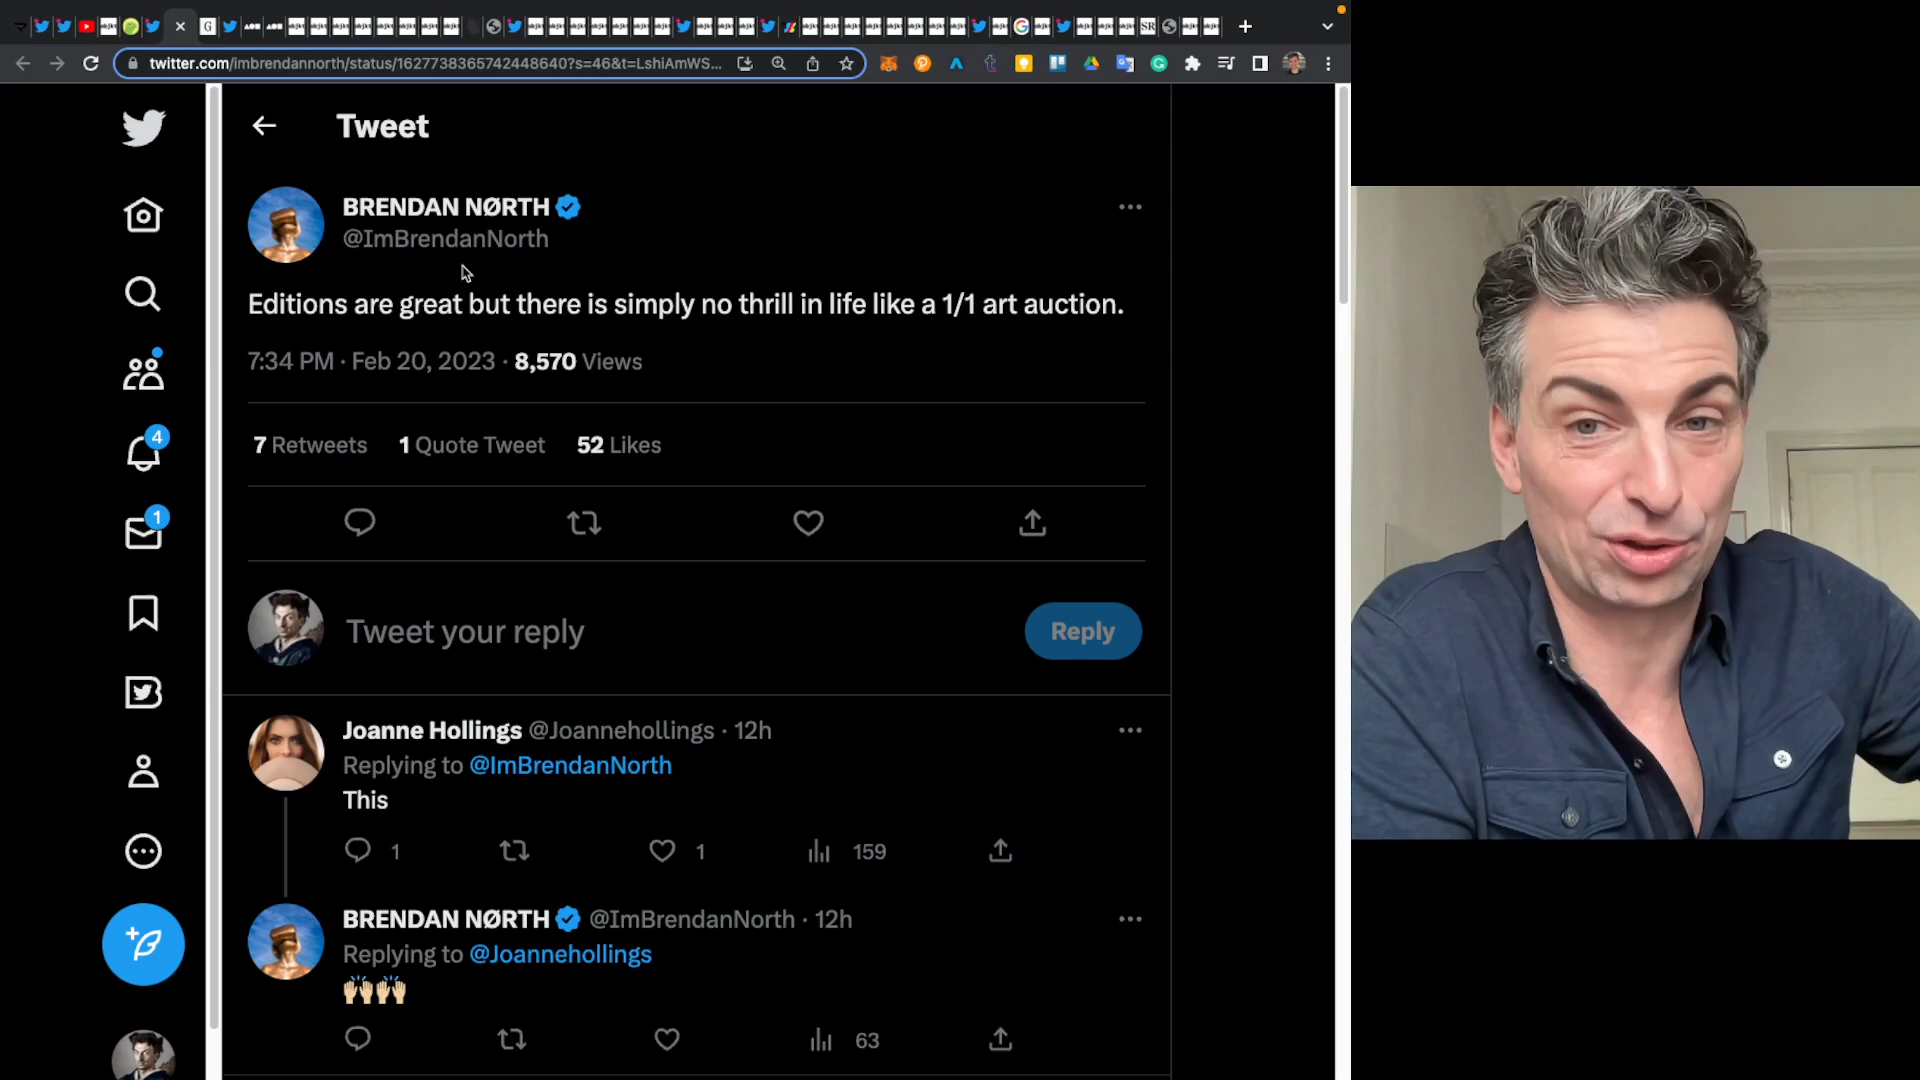 twitter.com/imbrendannorth/status/1627738365742448640?s=46&t=LshiAmWS...
Tweet
BRENDAN NØRTH
@ImBrendanNorth
Editions are great but there is simply no thrill in life like a 1/1 art auction.
7:34 PM · Feb 20, 2023 · 8,570 Views
7 Retweets 1 Quote Tweet 52 Likes
4
1
Tweet your reply
Reply
Joanne Hollings @Joannehollings · 12h
Replying to @ImBrendanNorth
This
1 1 159
BRENDAN NØRTH @ImBrendanNorth · 12h
Replying to @Joannehollings
🙌🏼🙌🏼
63